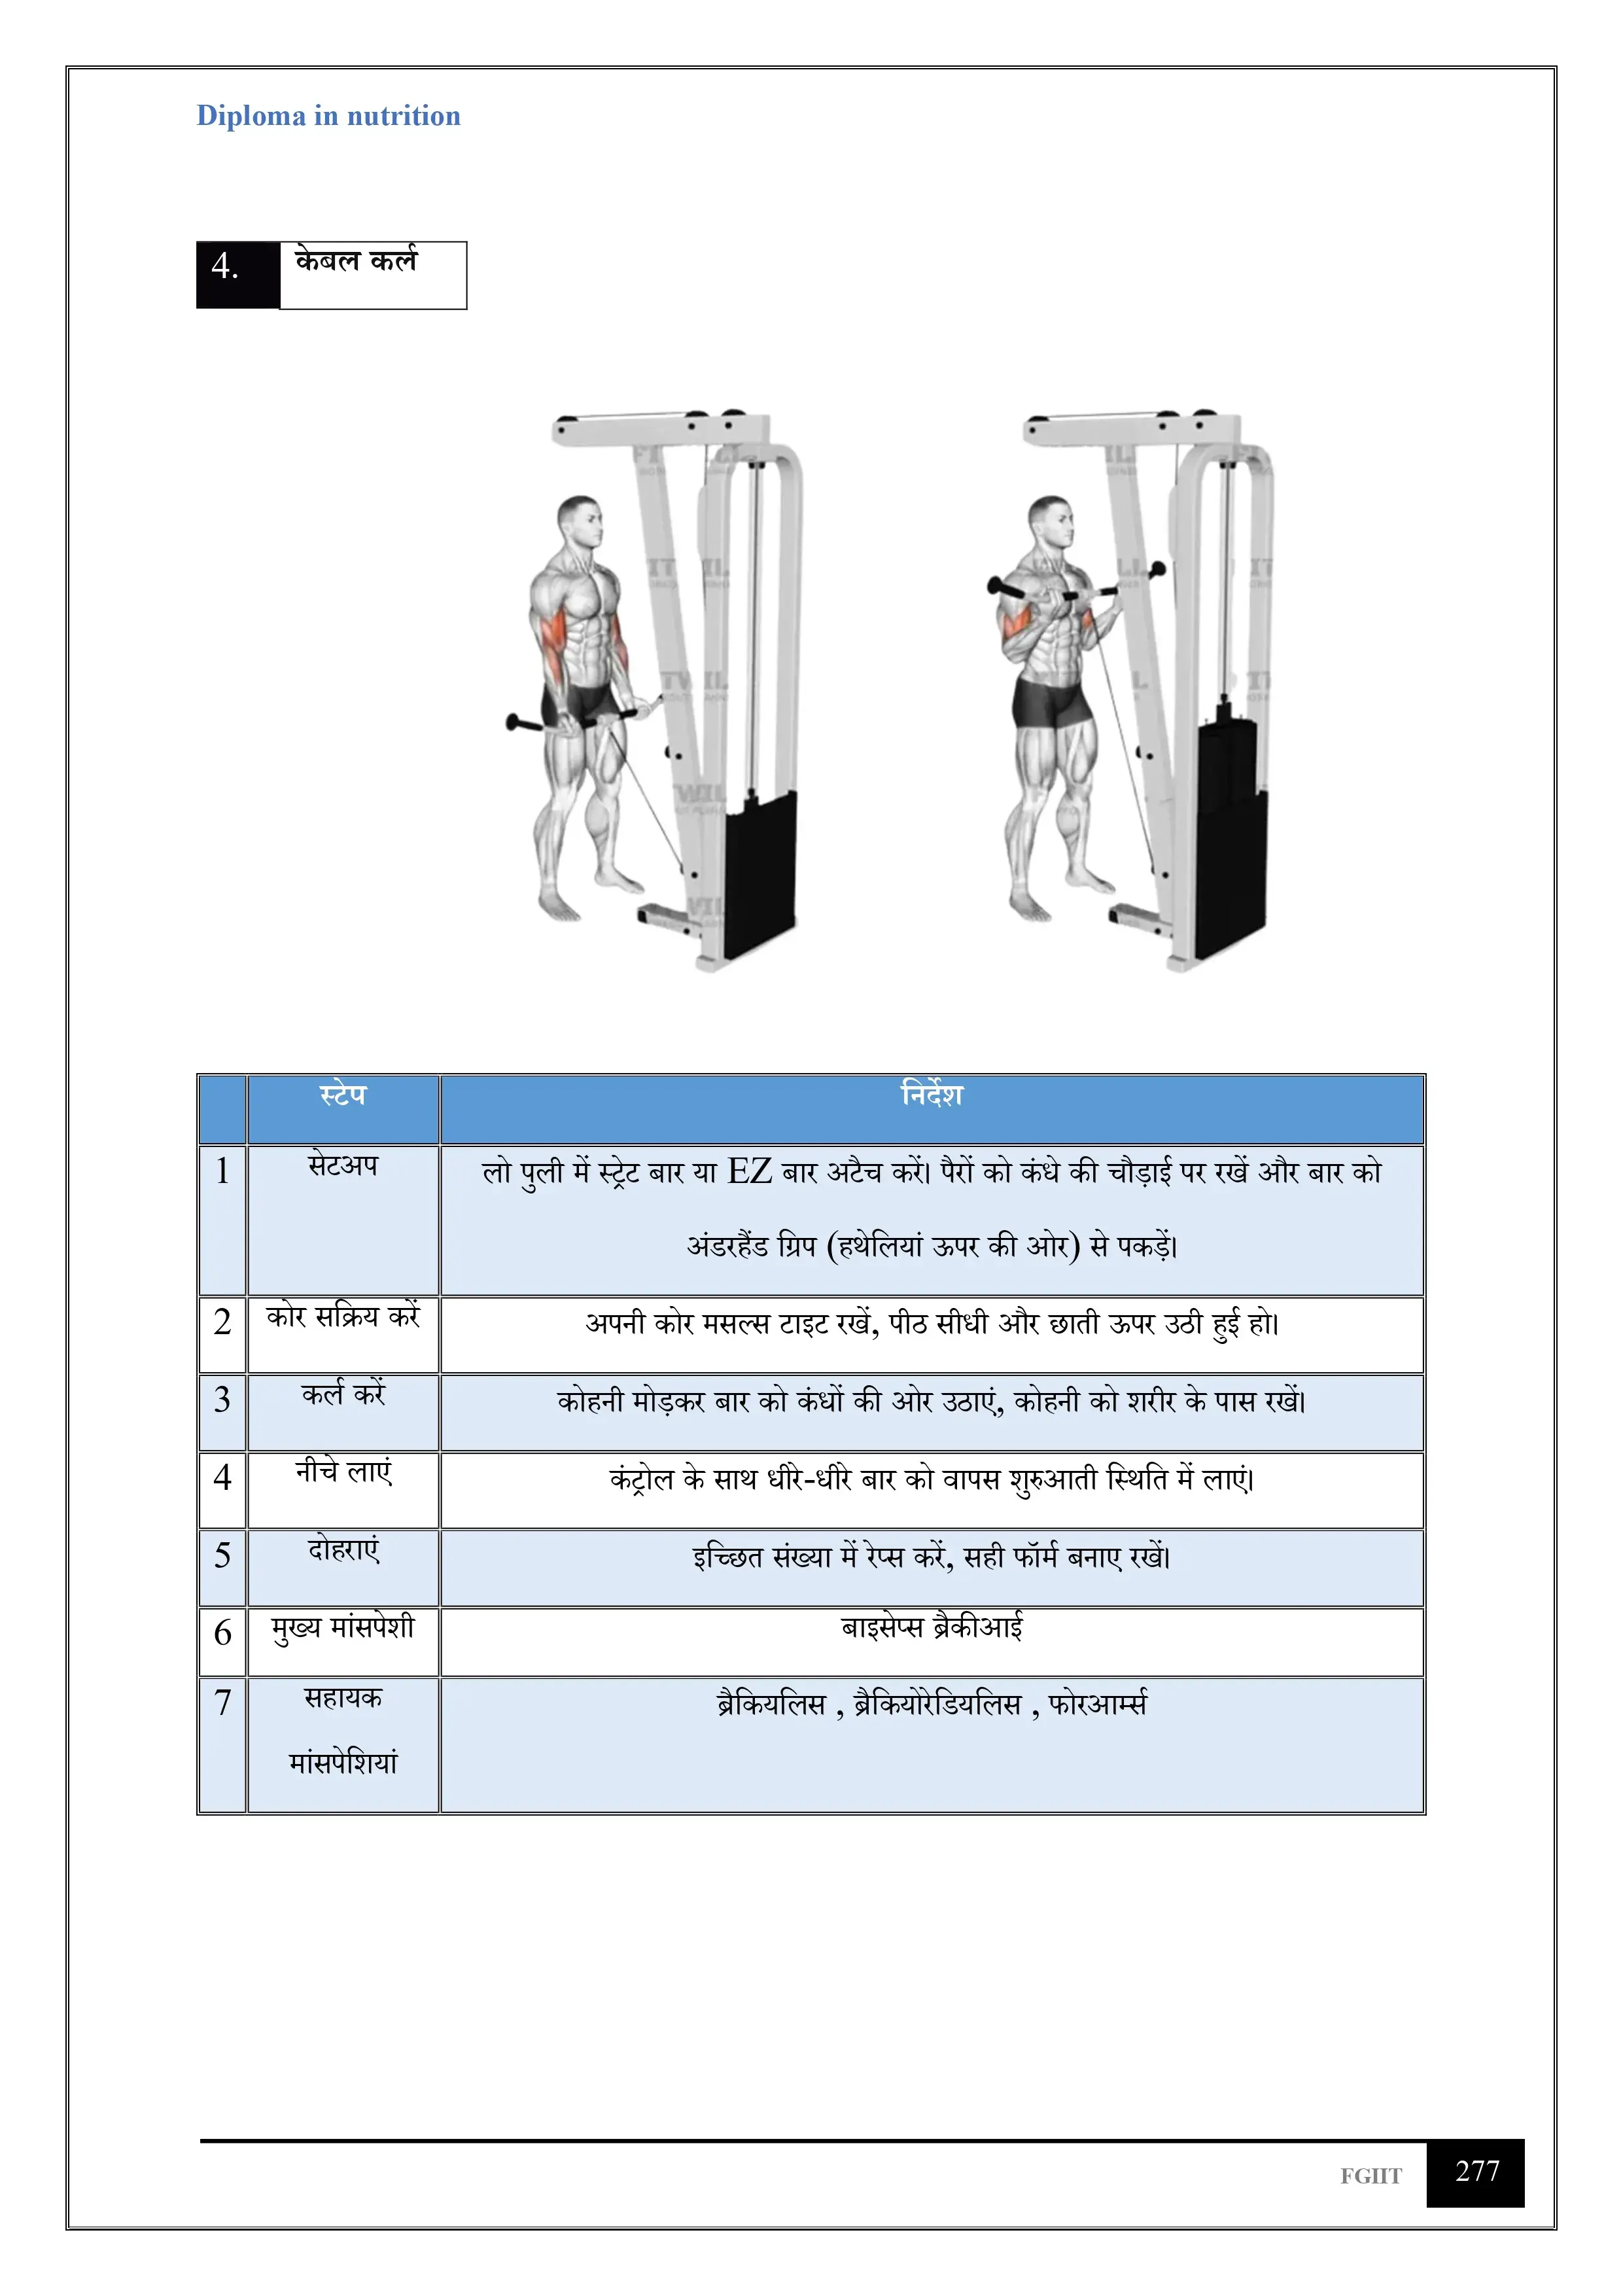 Diploma in nutrition
4. केबल कर्ल
स्टेप निर्देश
1 सेटअप लो पुली में स्ट्रेट बार या EZ बार अटैच करें। पैरों को कंधे की चौड़ाई पर रखें और बार को
अंडरहैंड ग्रिप (हथेलियां ऊपर की ओर) से पकड़ें।
2 कोर सक्रिय करें अपनी कोर मसल्स टाइट रखें, पीठ सीधी और छाती ऊपर उठी हुई हो।
3 कर्ल करें कोहनी मोड़कर बार को कंधों की ओर उठाएं, कोहनी को शरीर के पास रखें।
4 नीचे लाएं कंट्रोल के साथ धीरे-धीरे बार को वापस शुरुआती स्थिति में लाएं।
5 दोहराएं इच्छित संख्या में रेप्स करें, सही फॉर्म बनाए रखें।
6 मुख्य मांसपेशी बाइसेप्स ब्रैकीआई
7 सहायक ब्रैकियलिस , ब्रैकियोरेडियलिस , फोरआर्म्स
मांसपेशियां
FGIIT 277